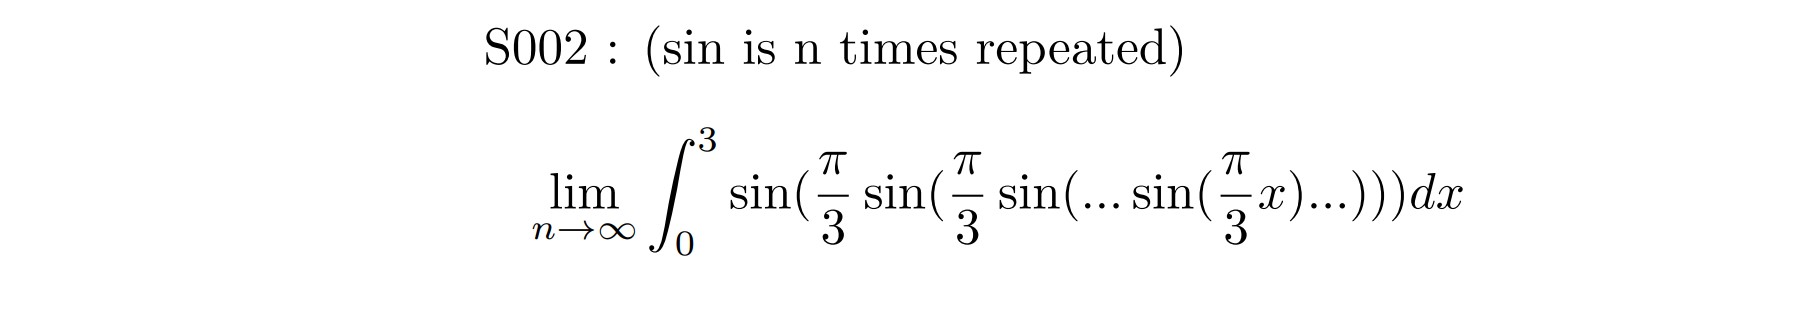 S002 : (sin is n times repeated)
lim_{n→∞} ∫_0^3 sin(π/3 sin(π/3 sin(... sin(π/3 x)...)))dx